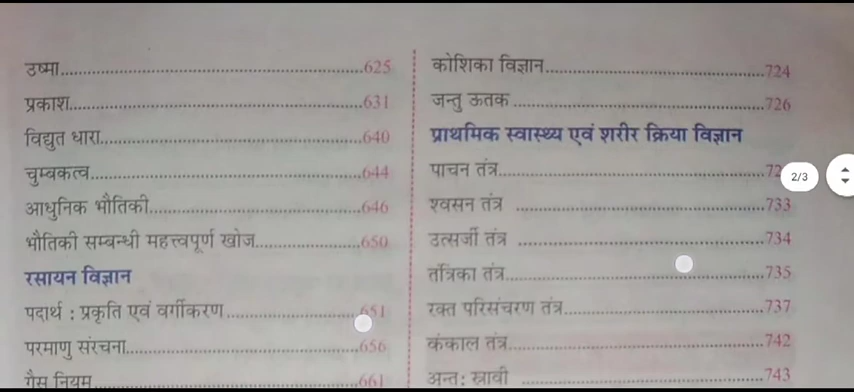 उष्मा..............................625
प्रकाश..............................631
विद्युत धारा..............................640
चुम्बकत्व..............................644
आधुनिक भौतिकी..............................646
भौतिकी सम्बन्धी महत्त्वपूर्ण खोज..............................650
रसायन विज्ञान
पदार्थ : प्रकृति एवं वर्गीकरण..............................651
परमाणु संरचना..............................656
गैस नियम..............................661
कोशिका विज्ञान..............................724
जन्तु ऊतक..............................726
प्राथमिक स्वास्थ्य एवं शरीर क्रिया विज्ञान
पाचन तंत्र..............................
2/3
श्वसन तंत्र..............................733
उत्सर्जी तंत्र..............................734
तंत्रिका तंत्र..............................735
रक्त परिसंचरण तंत्र..............................737
कंकाल तंत्र..............................742
अन्तः स्रावी..............................743